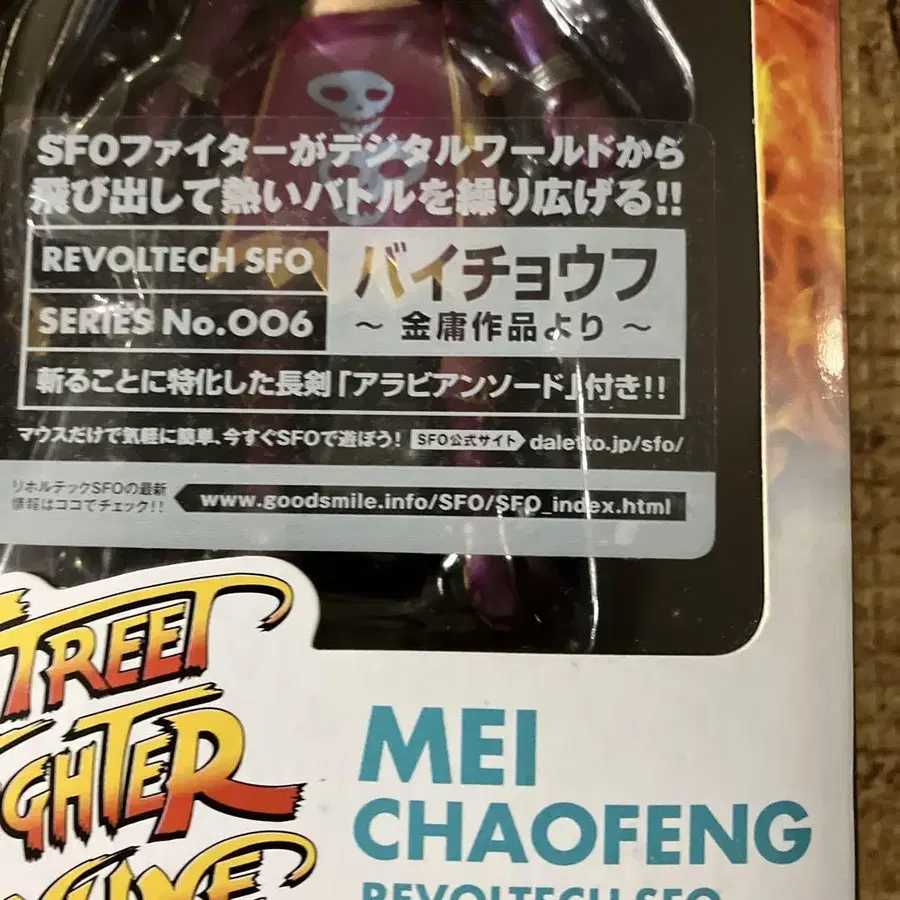 SFOファイターがデジタルワールドから
飛び出して熱いバトルを繰り広げる!!
REVOLTECH SFO
SERIES No.006
バイチョウフ
～ 金庸作品より ～
斬ることに特化した長剣「アラビアンソード」付き!!
マウスだけで気軽に簡単、今すぐSFOで遊ぼう! SFO公式サイト daletto.jp/sfo/
リボルテックSFOの最新
情報はココでチェック!!
www.goodsmile.info/SFO/SFO_index.html
STREET
FIGHTER
MEI
CHAOFENG
REVOLTECH SFO